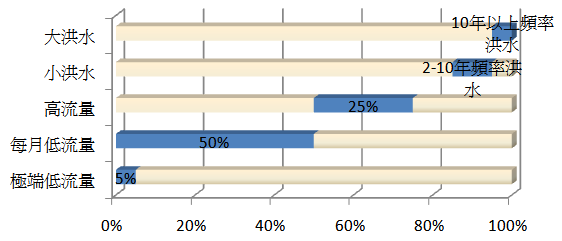 大洪水
10年以上頻率
洪水
小洪水
2-10年頻率洪
水
高流量
25%
每月低流量
50%
極端低流量
5%
0%
20%
40%
60%
80%
100%